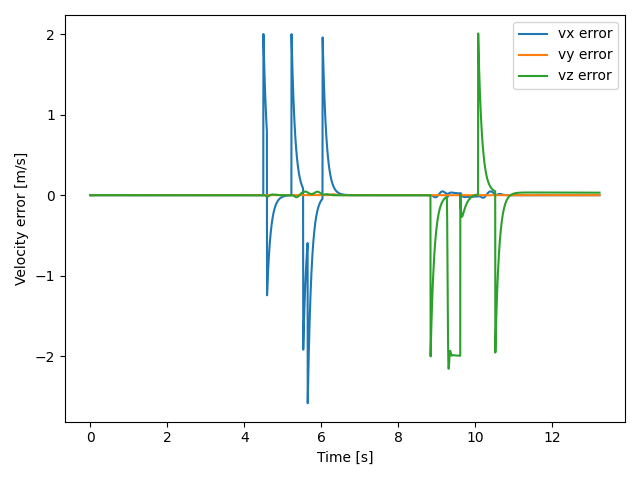 2
1
0
−1
−2
Velocity error [m/s]
vx error
vy error
vz error
0 2 4 6 8 10 12
Time [s]